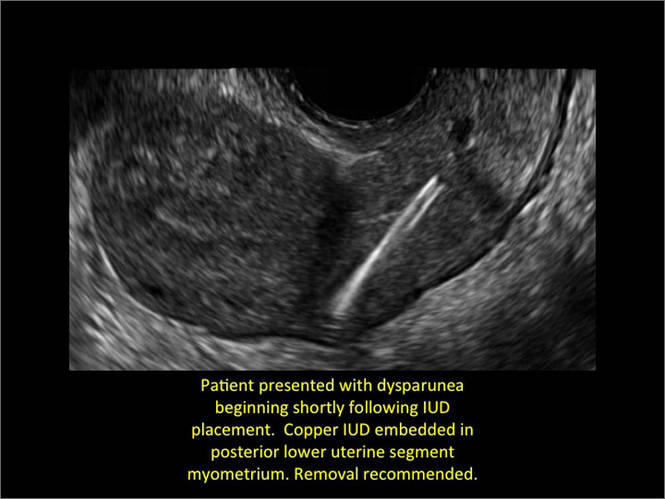 Patient presented with dysparunea
beginning shortly following IUD
placement.  Copper IUD embedded in
posterior lower uterine segment
myometrium. Removal recommended.